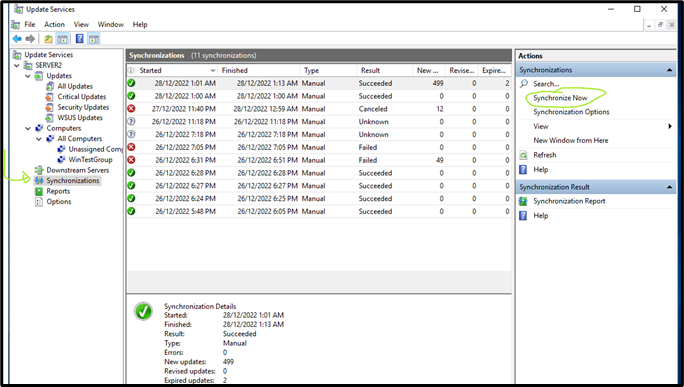 Update Services
File Action View Window Help
Update Services
SERVER2
Updates
All Updates
Critical Updates
Security Updates
WSUS Updates
Computers
All Computers
Unassigned Comp
WinTestGroup
Downstream Servers
Synchronizations
Reports
Options
Synchronizations (11 synchronizations)
Started Finished Type Result New ... Revise... Expire...
28/12/2022 1:01 AM 28/12/2022 1:13 AM Manual Succeeded 499 0 2
28/12/2022 1:00 AM 28/12/2022 1:00 AM Manual Succeeded 0 0 0
27/12/2022 11:40 PM 28/12/2022 12:59 AM Manual Canceled 12 0 0
26/12/2022 11:18 PM 26/12/2022 11:18 PM Manual Unknown 0 0 0
26/12/2022 7:18 PM 26/12/2022 7:18 PM Manual Unknown 0 0 0
26/12/2022 7:05 PM 26/12/2022 7:05 PM Manual Failed 0 0 0
26/12/2022 6:31 PM 26/12/2022 6:51 PM Manual Failed 49 0 0
26/12/2022 6:28 PM 26/12/2022 6:28 PM Manual Succeeded 0 0 0
26/12/2022 6:27 PM 26/12/2022 6:27 PM Manual Succeeded 0 0 0
26/12/2022 6:24 PM 26/12/2022 6:25 PM Manual Succeeded 0 0 0
26/12/2022 5:48 PM 26/12/2022 6:05 PM Manual Succeeded 0 0 0
Synchronization Details
Started: 28/12/2022 1:01 AM
Finished: 28/12/2022 1:13 AM
Result: Succeeded
Type: Manual
Errors: 0
New updates: 499
Revised updates: 0
Expired updates: 2
Actions
Synchronizations
Search...
Synchronize Now
Synchronization Options
View
New Window from Here
Refresh
Help
Synchronization Result
Synchronization Report
Help